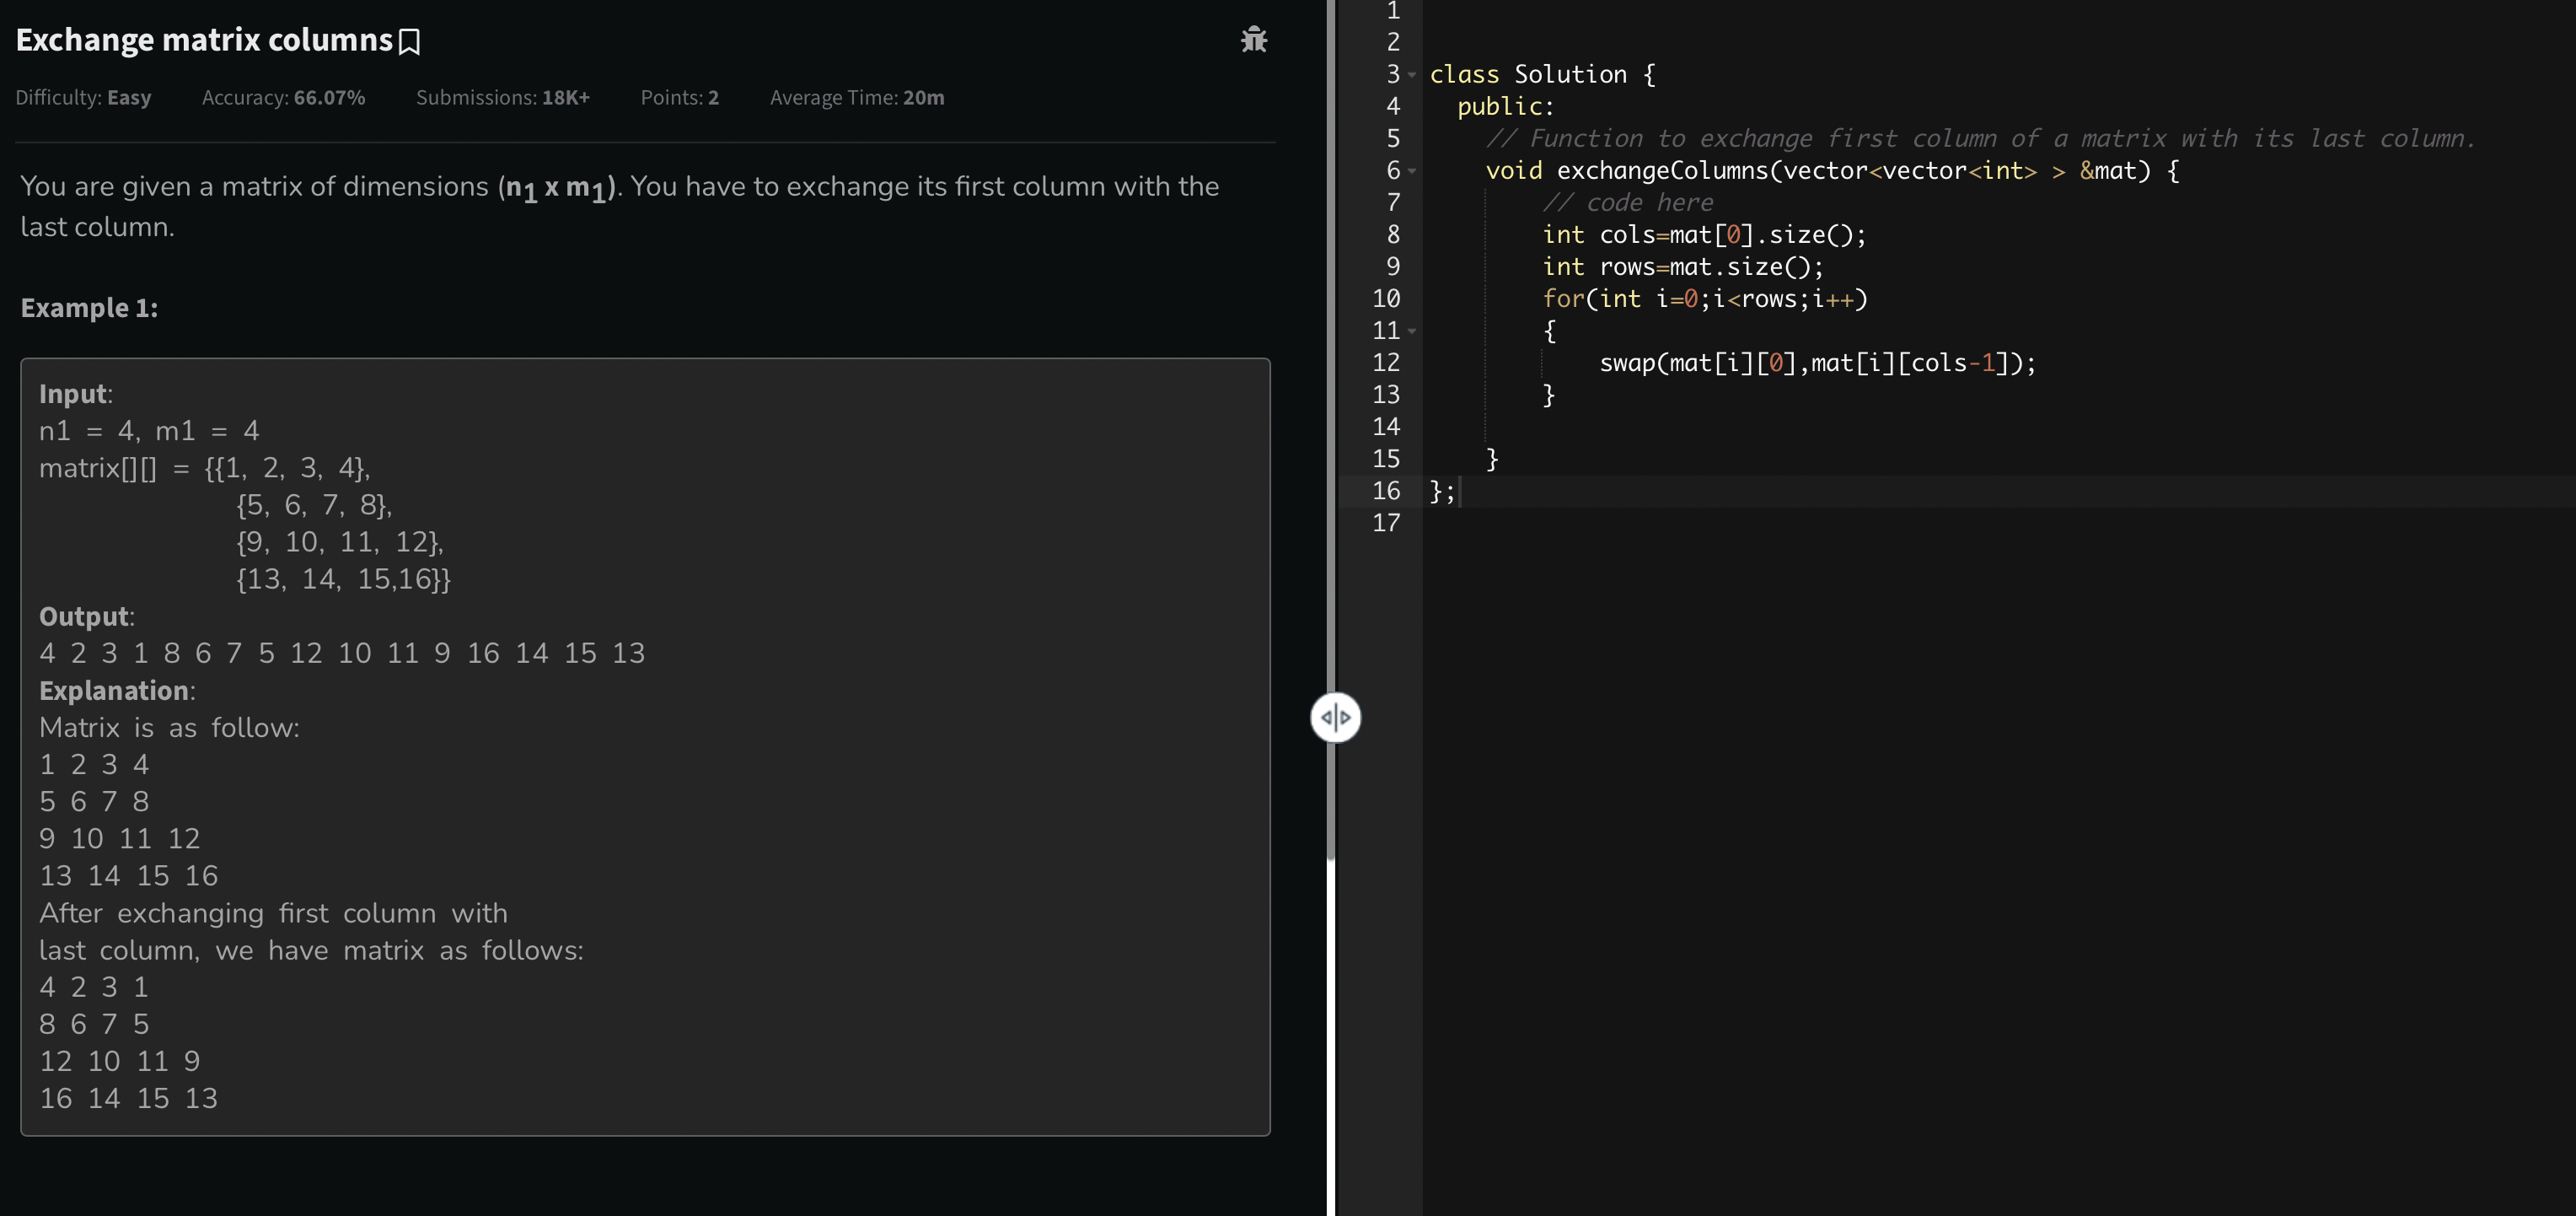 Exchange matrix columns
Difficulty: Easy Accuracy: 66.07% Submissions: 18K+ Points: 2 Average Time: 20m
You are given a matrix of dimensions (n1 x m1). You have to exchange its first column with the
last column.
Example 1:
Input:
n1 = 4, m1 = 4
matrix[][] = {{1, 2, 3, 4},
{5, 6, 7, 8},
{9, 10, 11, 12},
{13, 14, 15,16}}
Output:
4 2 3 1 8 6 7 5 12 10 11 9 16 14 15 13
Explanation:
Matrix is as follow:
1 2 3 4
5 6 7 8
9 10 11 12
13 14 15 16
After exchanging first column with
last column, we have matrix as follows:
4 2 3 1
8 6 7 5
12 10 11 9
16 14 15 13
1
2
3 class Solution {
4 public:
5 // Function to exchange first column of a matrix with its last column.
6 void exchangeColumns(vector<vector<int> > &mat) {
7 // code here
8 int cols=mat[0].size();
9 int rows=mat.size();
10 for(int i=0;i<rows;i++)
11 {
12 swap(mat[i][0],mat[i][cols-1]);
13 }
14
15 }
16 };
17